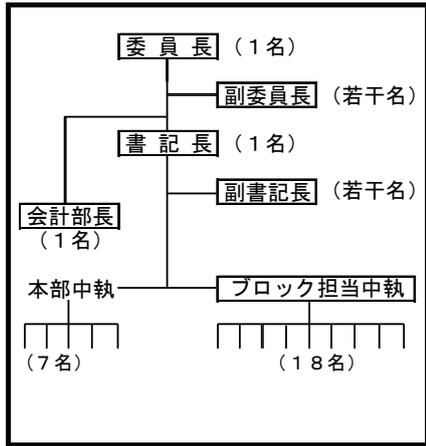 委員長 （１名）
副委員長 （若干名）
書記長 （１名）
副書記長 （若干名）
会計部長
（１名）
本部中執 ブロック担当中執
（７名） （１８名）